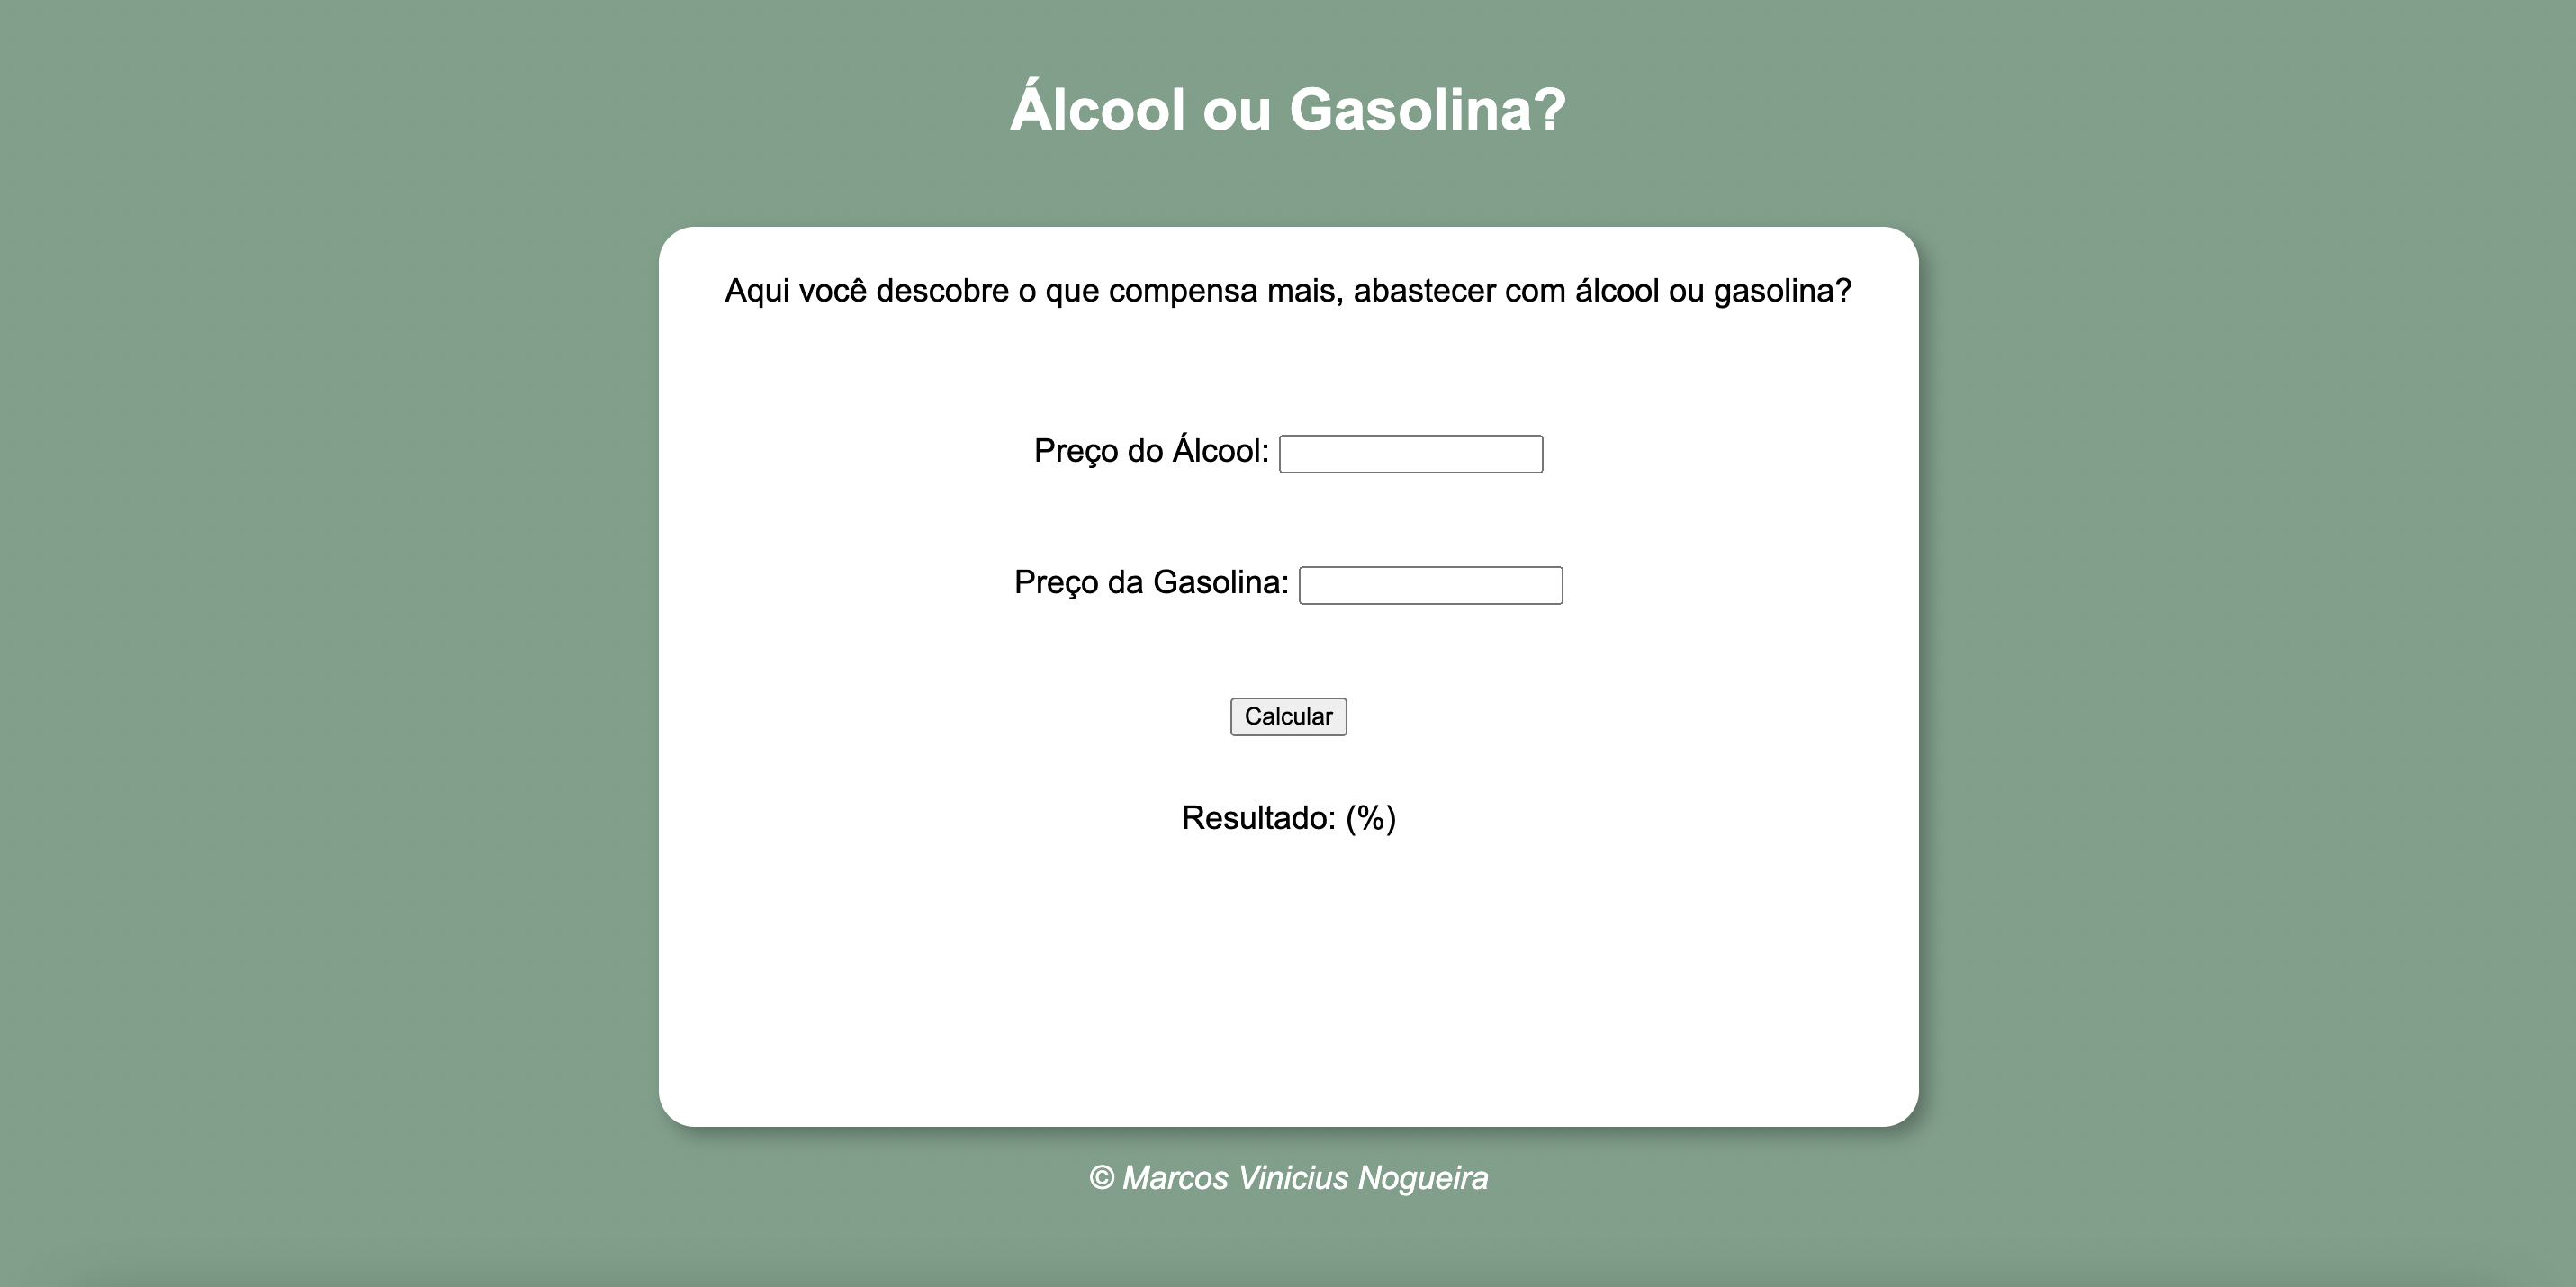 Álcool ou Gasolina?
Aqui você descobre o que compensa mais, abastecer com álcool ou gasolina?
Preço do Álcool:
Preço da Gasolina:
Calcular
Resultado: (%)
© Marcos Vinicius Nogueira